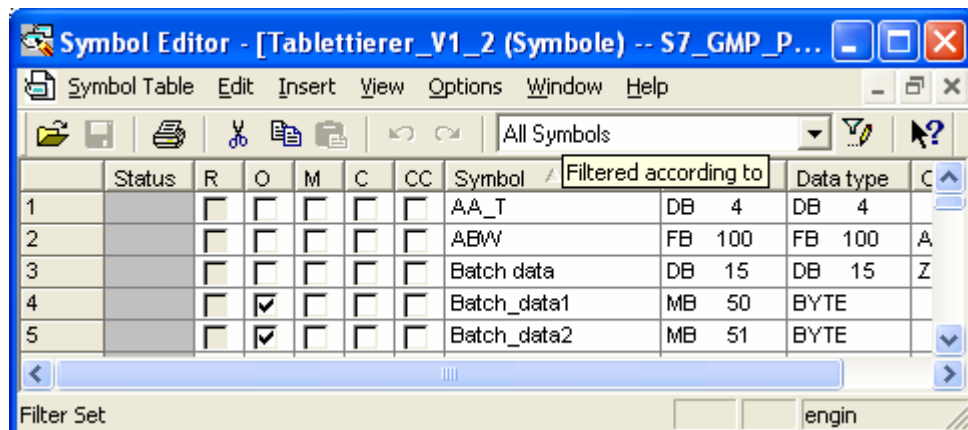 Symbol Editor - [Tablettierer_V1_2 (Symbole) -- S7_GMP_P...
Symbol Table Edit Insert View Options Window Help
All Symbols
Filtered according to
Status R O M C CC Symbol Data type C
1 AA_T DB 4 DB 4
2 ABW FB 100 FB 100 A
3 Batch data DB 15 DB 15 Z
4 Batch_data1 MB 50 BYTE
5 Batch_data2 MB 51 BYTE
Filter Set engin